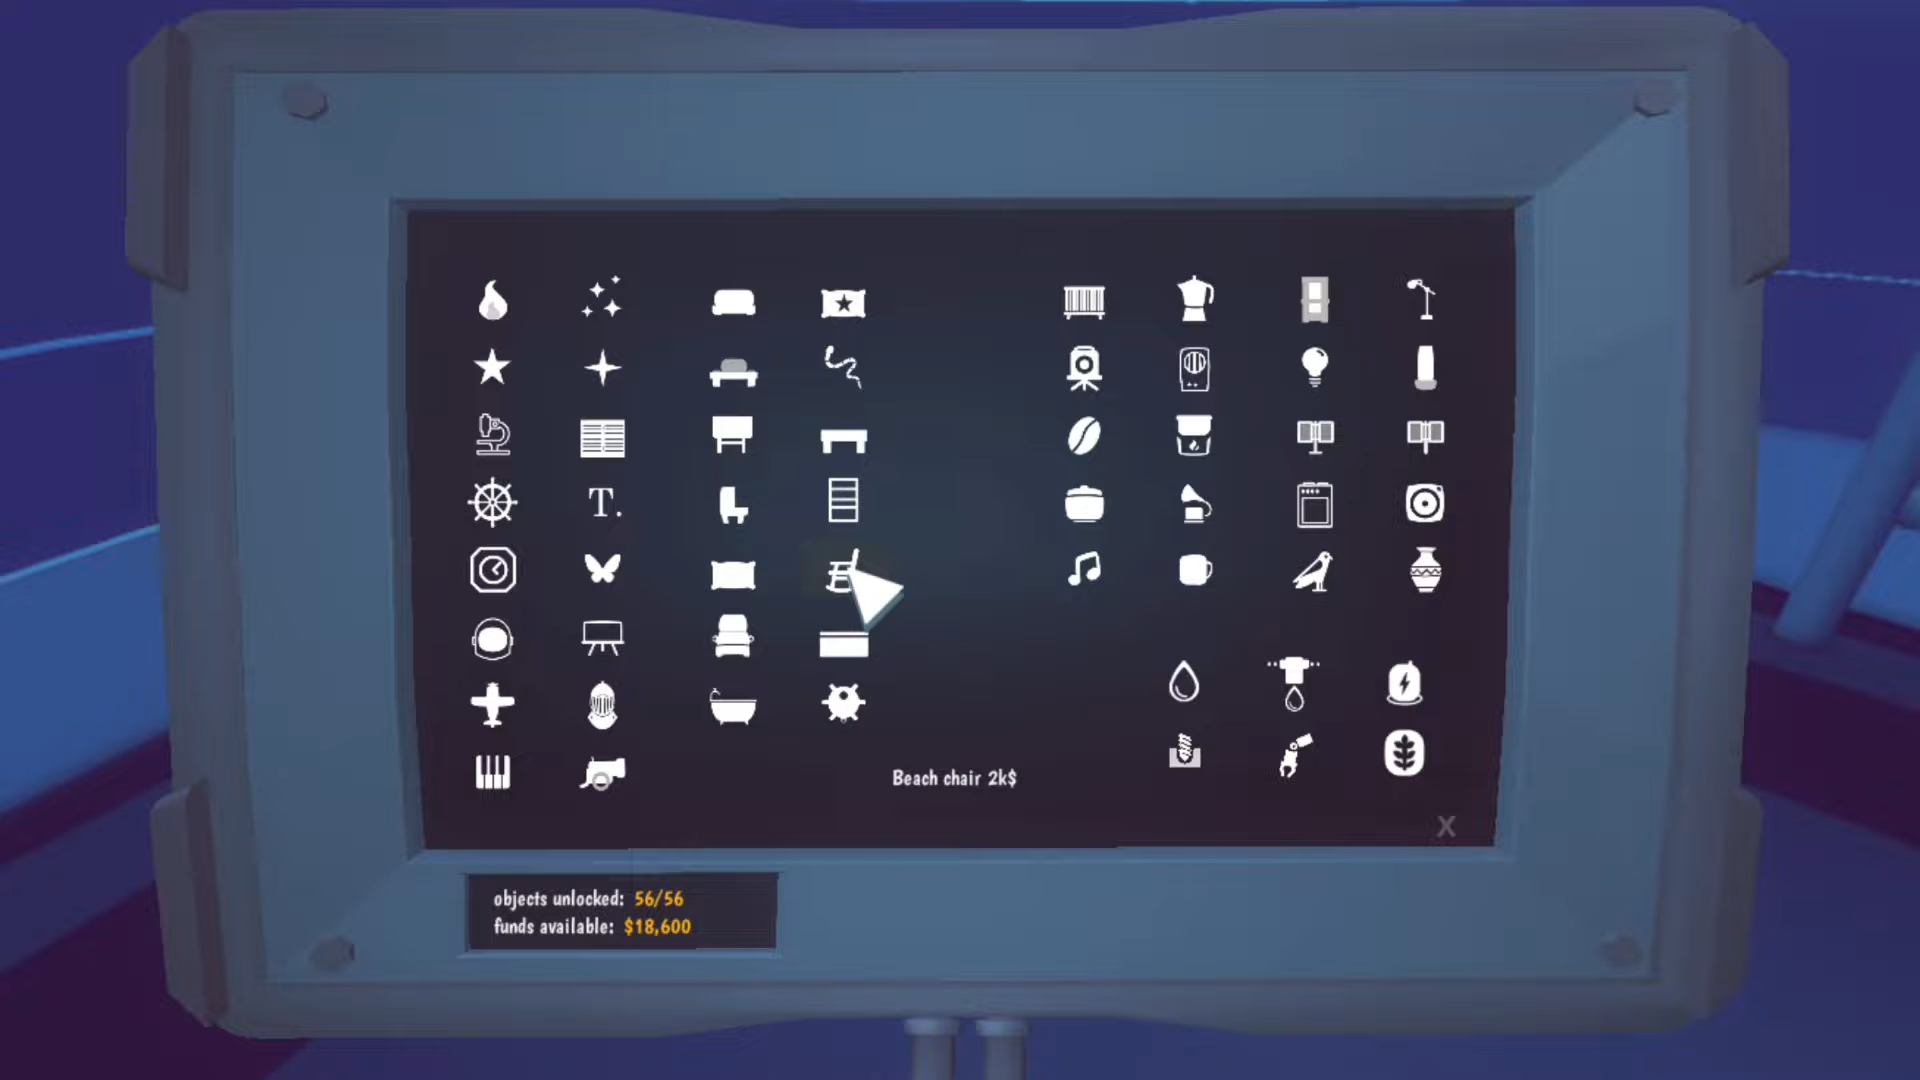 T.
Beach chair 2k$
X
objects unlocked: 56/56
funds available: $18,600